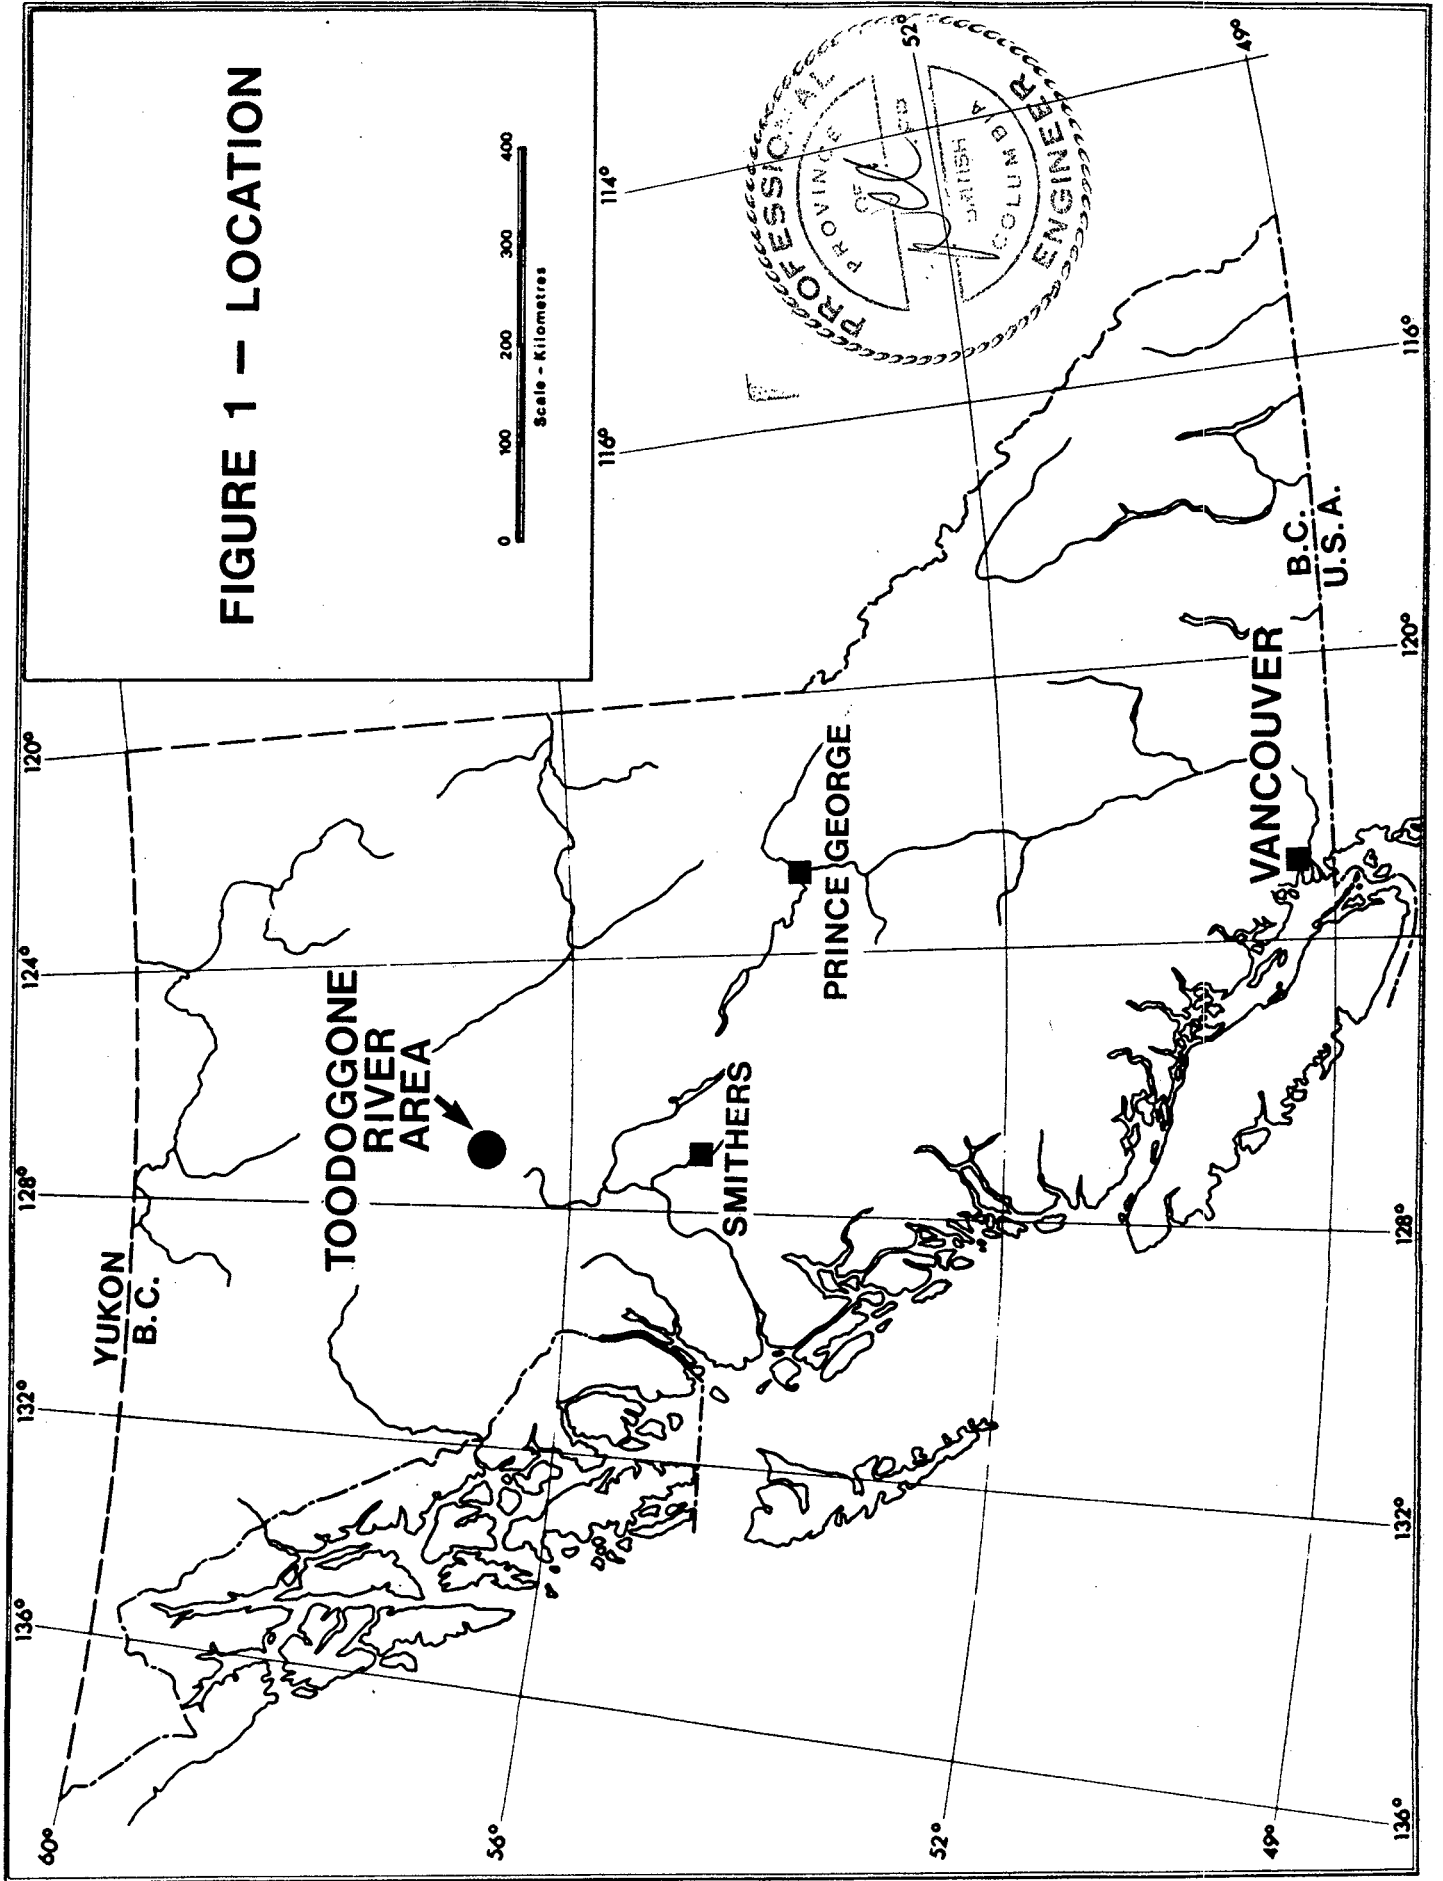 FIGURE 1 — LOCATION
0 100 200 300 400
Scale - Kilometres
60°
56°
52°
49°
136°
132°
128°
124°
120°
116°
114°
52°
49°
136°
132°
128°
120°
116°
YUKON
B.C.
TOODOGGONE
RIVER
AREA
SMITHERS
PRINCE GEORGE
VANCOUVER
B.C.
U.S.A.
PROFESSIONAL
PROVINCE
OF
BRITISH
COLUMBIA
ENGINEER